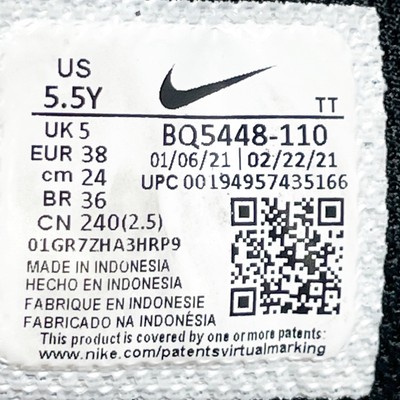 US
5.5Y
TT
UK 5
EUR 38
cm 24
BR 36
CN 240(2.5)
BQ5448-110
01/06/21 | 02/22/21
UPC 00194957435166
01GR7ZHA3HRP9
MADE IN INDONESIA
HECHO EN INDONESIA
FABRIQUE EN INDONESIE
FABRICADO NA INDONÉSIA
This product is covered by one or more patents:
www.nike.com/patentsvirtualmarking